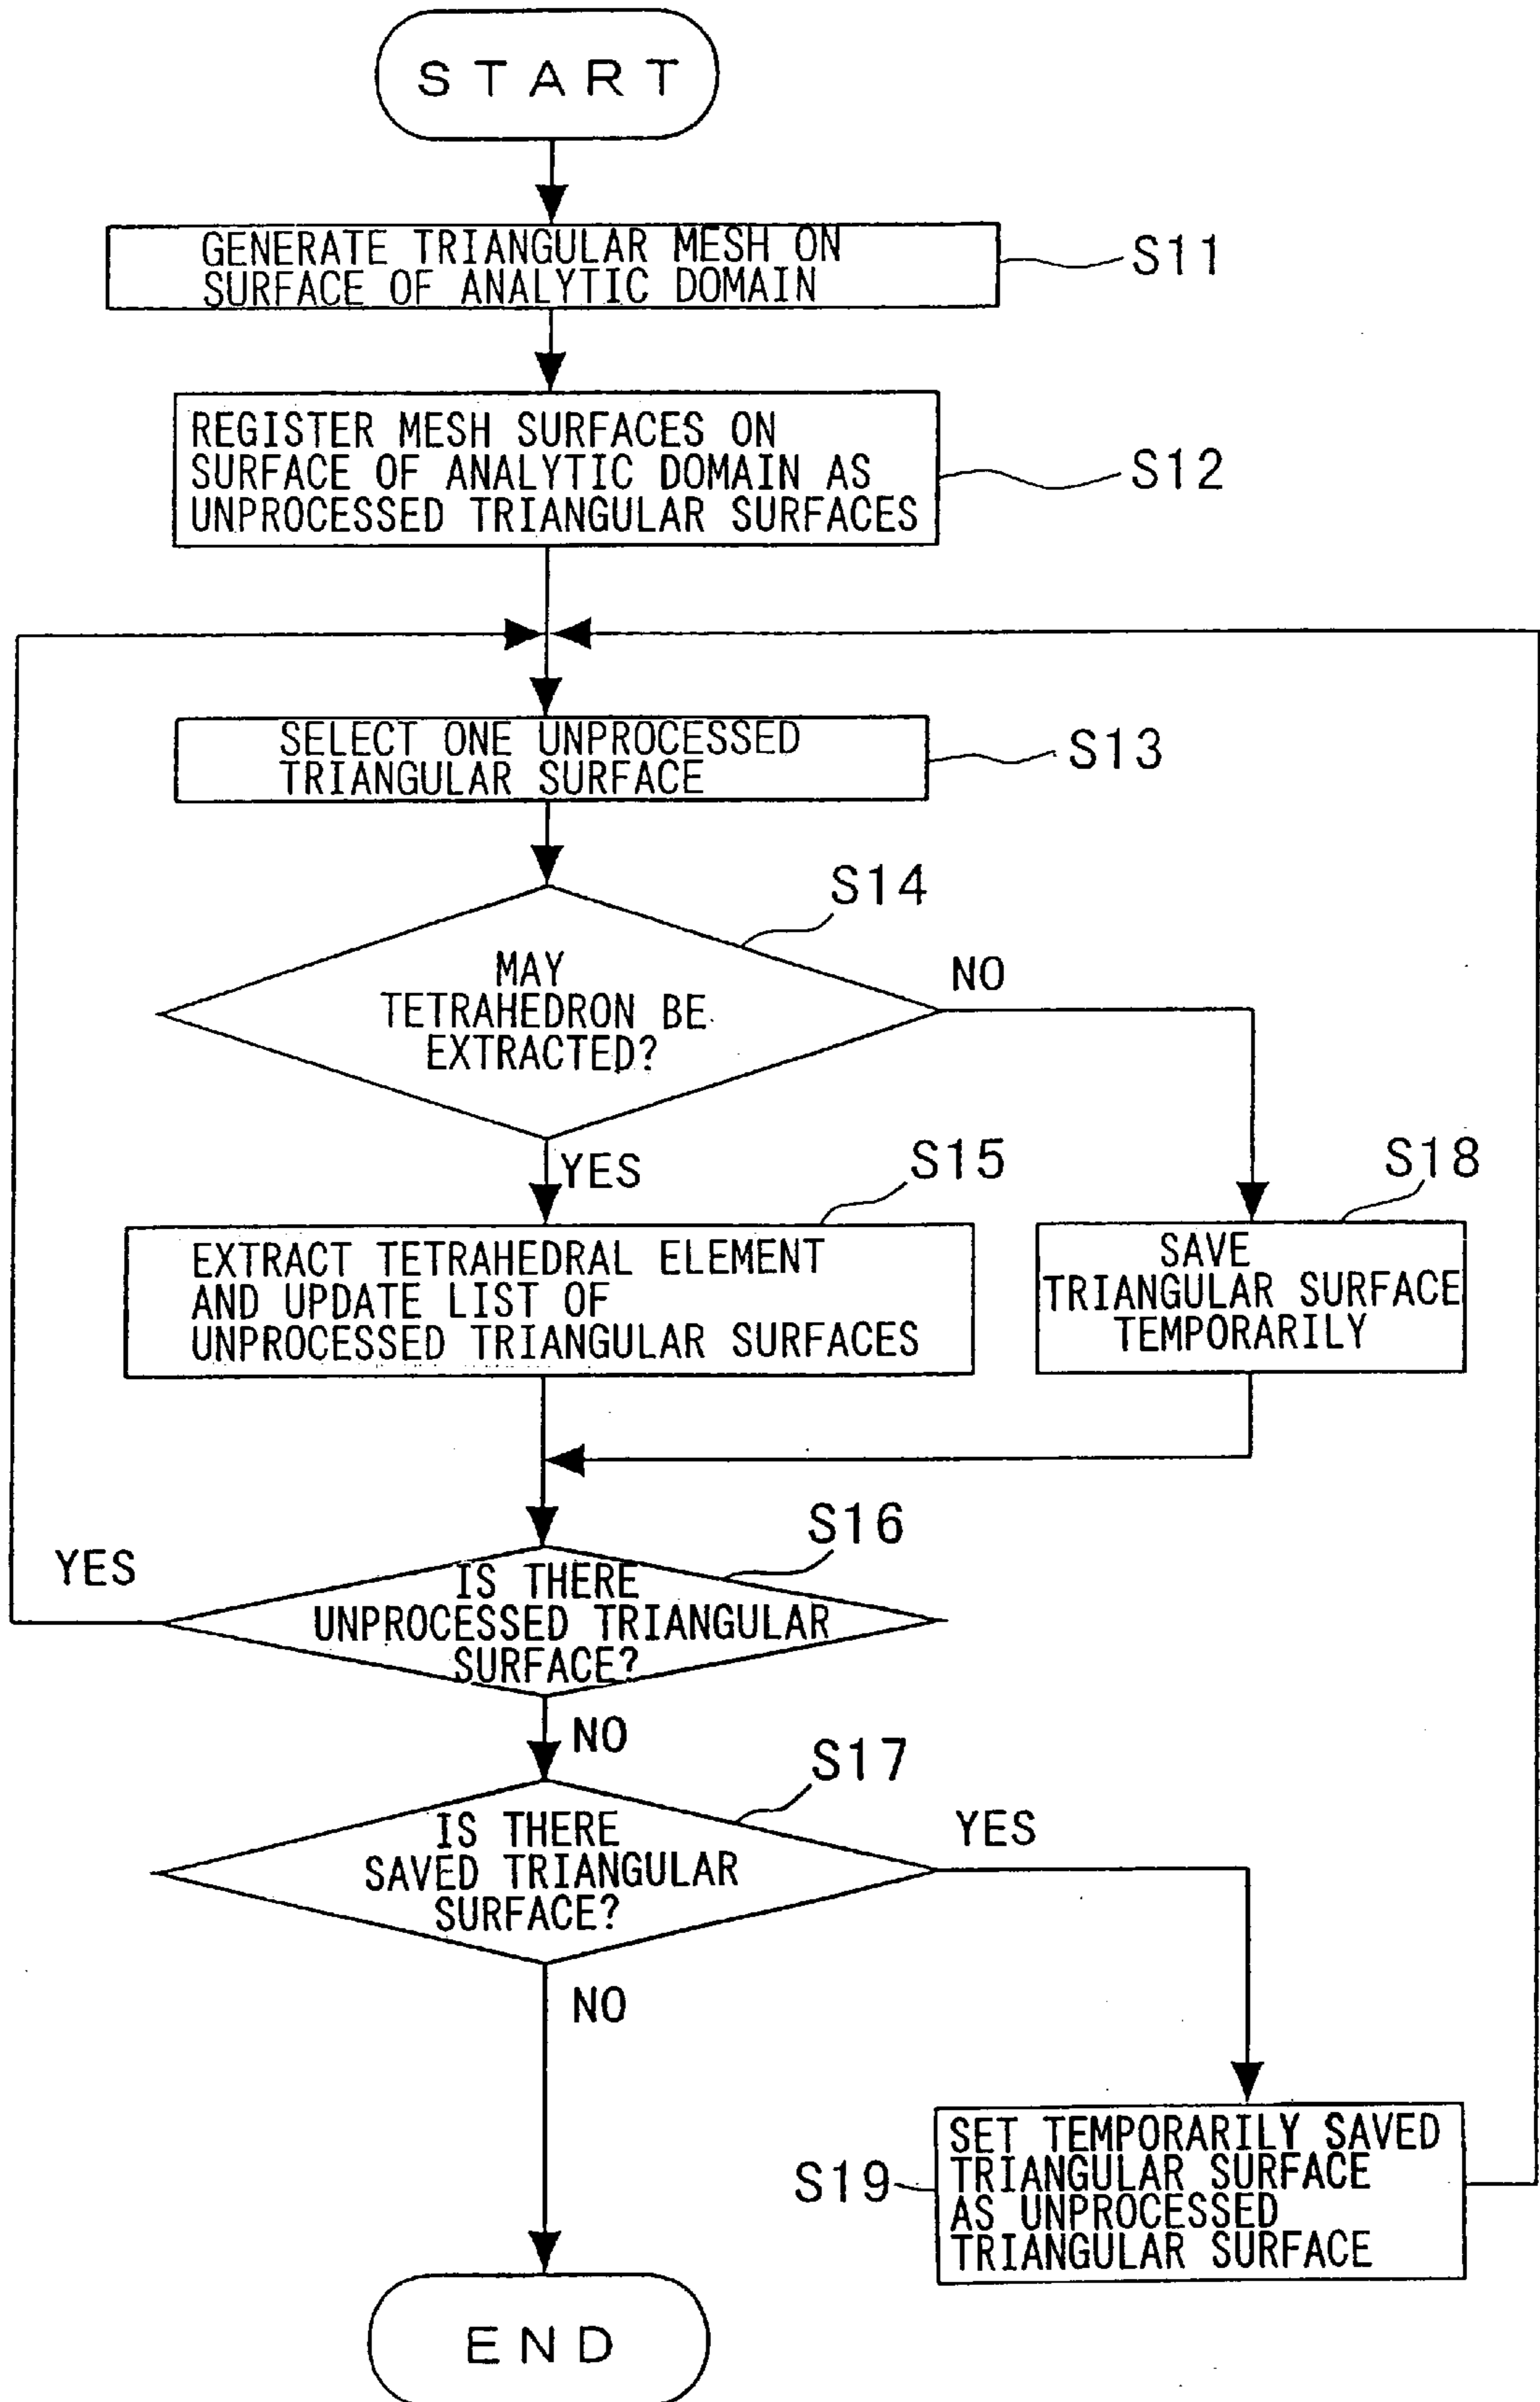 START
GENERATE TRIANGULAR MESH ON
SURFACE OF ANALYTIC DOMAIN
S11
REGISTER MESH SURFACES ON
SURFACE OF ANALYTIC DOMAIN AS
UNPROCESSED TRIANGULAR SURFACES
S12
SELECT ONE UNPROCESSED
TRIANGULAR SURFACE
S13
S14
MAY
TETRAHEDRON BE
EXTRACTED?
NO
YES
S15
EXTRACT TETRAHEDRAL ELEMENT
AND UPDATE LIST OF
UNPROCESSED TRIANGULAR SURFACES
S18
SAVE
TRIANGULAR SURFACE
TEMPORARILY
S16
YES
IS THERE
UNPROCESSED TRIANGULAR
SURFACE?
NO
S17
IS THERE
SAVED TRIANGULAR
SURFACE?
YES
NO
S19
SET TEMPORARILY SAVED
TRIANGULAR SURFACE
AS UNPROCESSED
TRIANGULAR SURFACE
END